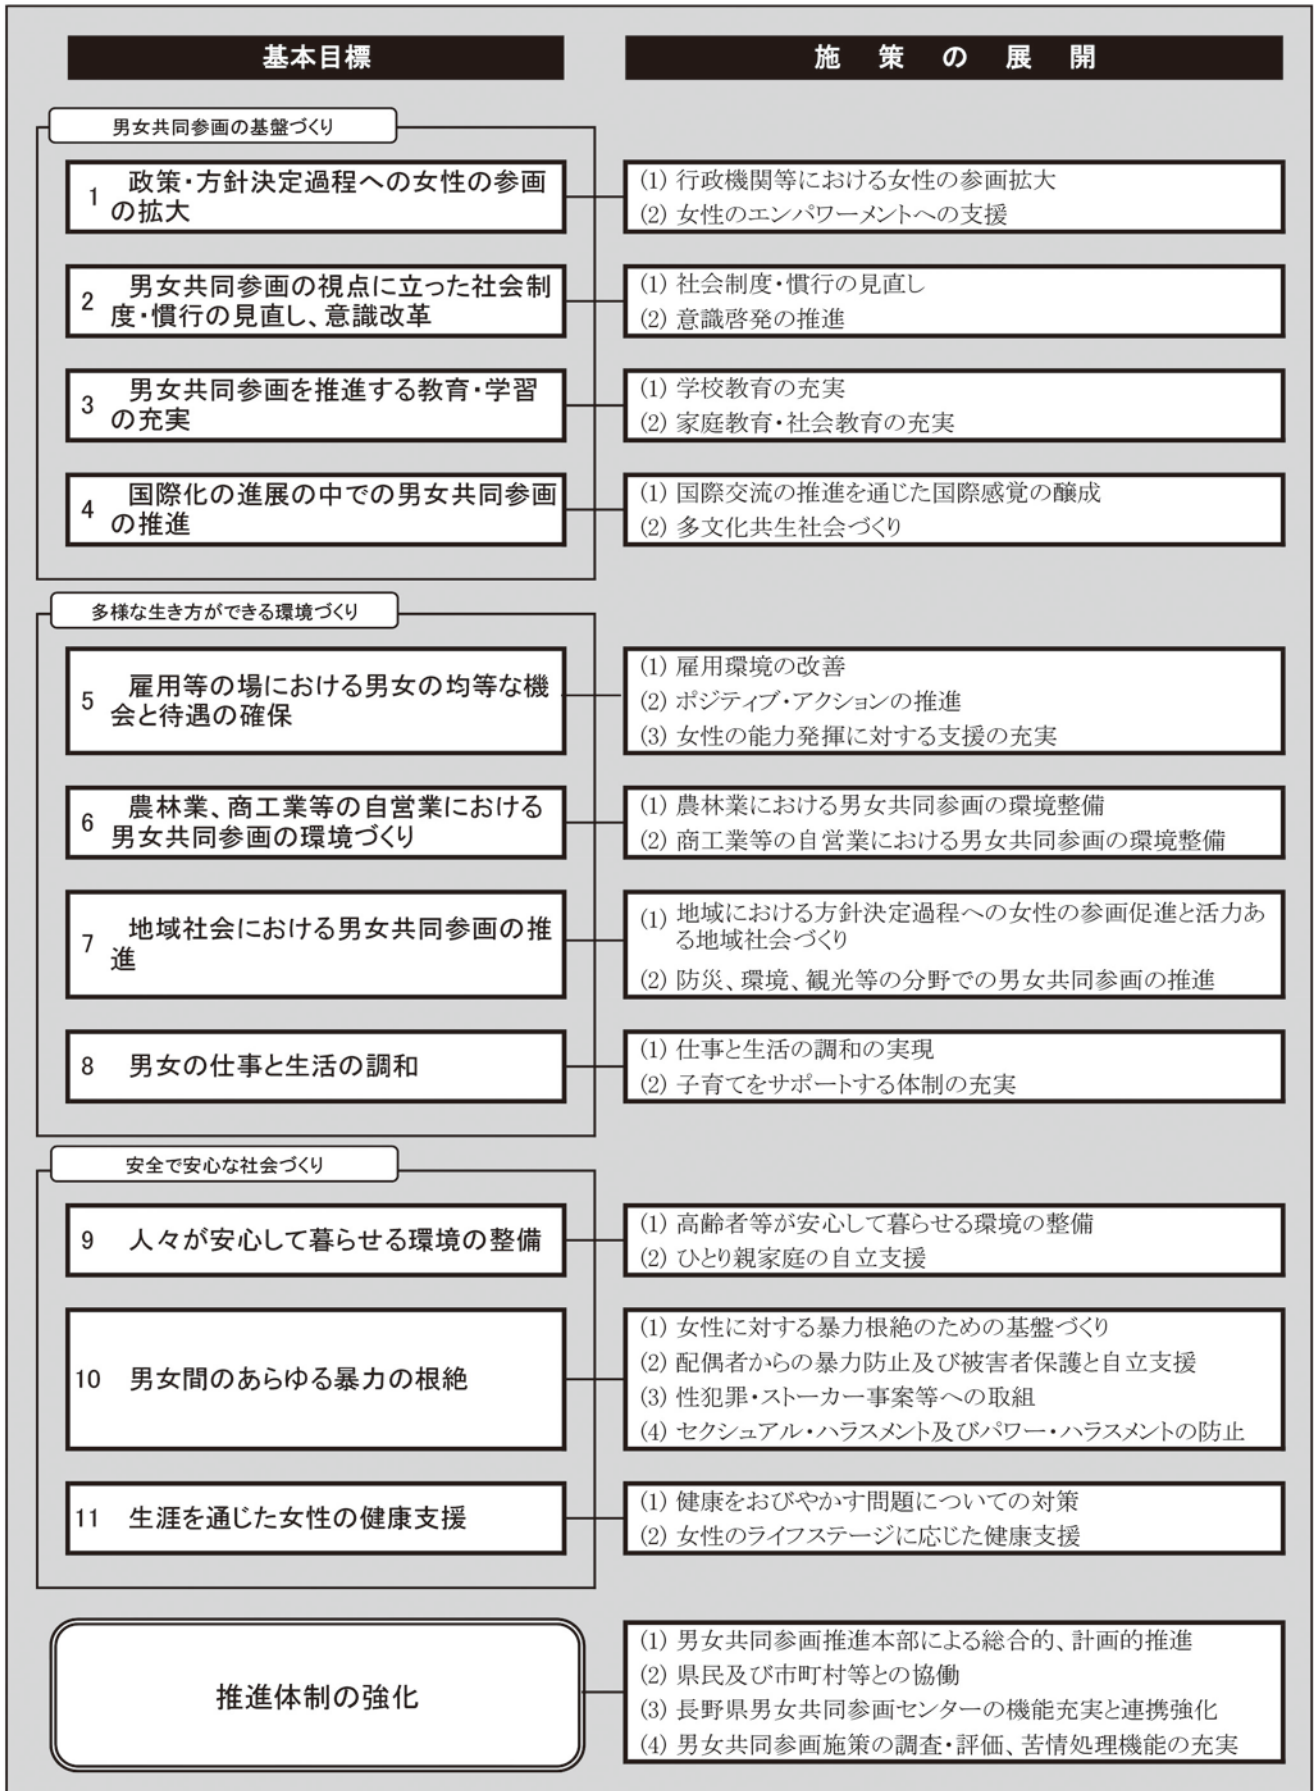 基本目標
施策の展開
男女共同参画の基盤づくり
1 政策・方針決定過程への女性の参画
の拡大
(1) 行政機関等における女性の参画拡大
(2) 女性のエンパワーメントへの支援
2 男女共同参画の視点に立った社会制
度・慣行の見直し、意識改革
(1) 社会制度・慣行の見直し
(2) 意識啓発の推進
3 男女共同参画を推進する教育・学習
の充実
(1) 学校教育の充実
(2) 家庭教育・社会教育の充実
4 国際化の進展の中での男女共同参画
の推進
(1) 国際交流の推進を通じた国際感覚の醸成
(2) 多文化共生社会づくり
多様な生き方ができる環境づくり
5 雇用等の場における男女の均等な機
会と待遇の確保
(1) 雇用環境の改善
(2) ポジティブ・アクションの推進
(3) 女性の能力発揮に対する支援の充実
6 農林業、商工業等の自営業における
男女共同参画の環境づくり
(1) 農林業における男女共同参画の環境整備
(2) 商工業等の自営業における男女共同参画の環境整備
7 地域社会における男女共同参画の推
進
(1) 地域における方針決定過程への女性の参画促進と活力あ
る地域社会づくり
(2) 防災、環境、観光等の分野での男女共同参画の推進
8 男女の仕事と生活の調和
(1) 仕事と生活の調和の実現
(2) 子育てをサポートする体制の充実
安全で安心な社会づくり
9 人々が安心して暮らせる環境の整備
(1) 高齢者等が安心して暮らせる環境の整備
(2) ひとり親家庭の自立支援
10 男女間のあらゆる暴力の根絶
(1) 女性に対する暴力根絶のための基盤づくり
(2) 配偶者からの暴力防止及び被害者保護と自立支援
(3) 性犯罪・ストーカー事案等への取組
(4) セクシュアル・ハラスメント及びパワー・ハラスメントの防止
11 生涯を通じた女性の健康支援
(1) 健康をおびやかす問題についての対策
(2) 女性のライフステージに応じた健康支援
推進体制の強化
(1) 男女共同参画推進本部による総合的、計画的推進
(2) 県民及び市町村等との協働
(3) 長野県男女共同参画センターの機能充実と連携強化
(4) 男女共同参画施策の調査・評価、苦情処理機能の充実